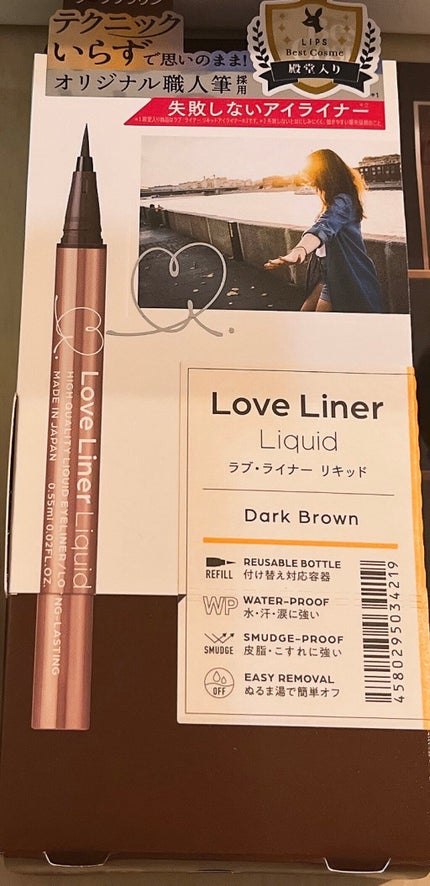 テクニック
いらずで思いのまま!
オリジナル職人筆採用
LIPS
Best Cosme
殿堂入り
*1
失敗しないアイライナー*2
Love Liner
Liquid
ラブ・ライナー リキッド
Dark Brown
REFILL
REUSABLE BOTTLE
付け替え対応容器
WP
WATER-PROOF
水・汗・涙に強い
SMUDGE
SMUDGE-PROOF
皮脂・こすれに強い
OFF
EASY REMOVAL
ぬるま湯で簡単オフ
4580295034219
Love Liner Liquid
HIGH QUALITY LIQUID EYELINER/LONG-LASTING
MADE IN JAPAN 0.55ml 0.02FL.OZ.